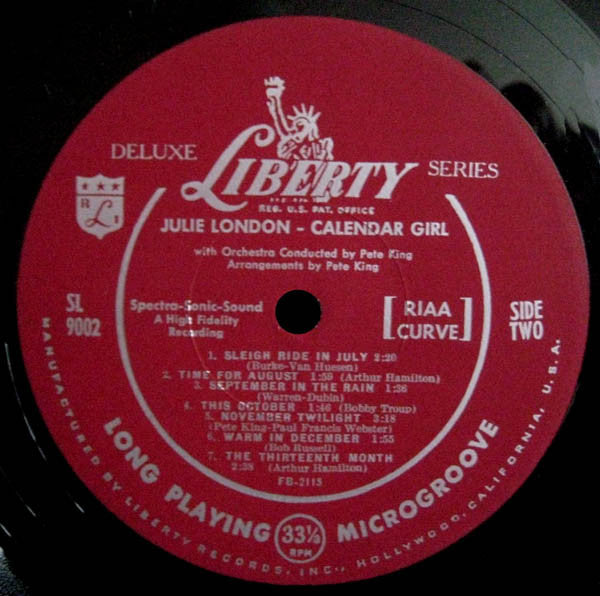 DELUXE LIBERTY SERIES
REG. U.S. PAT. OFFICE
R L I
JULIE LONDON - CALENDAR GIRL
with Orchestra Conducted by Pete King
Arrangements by Pete King
SL
9002
Spectra-Sonic-Sound
A High Fidelity
Recording
[RIAA
CURVE]
SIDE
TWO
1. SLEIGH RIDE IN JULY 2:20
(Burke-Van Huesen)
2. TIME FOR AUGUST 1:59 (Arthur Hamilton)
3. SEPTEMBER IN THE RAIN 1:36
(Warren-Dubin)
4. THIS OCTOBER 1:46 (Bobby Troup)
5. NOVEMBER TWILIGHT 3:18
(Pete King-Paul Francis Webster)
6. WARM IN DECEMBER 1:55
(Bob Russell)
7. THE THIRTEENTH MONTH
2:38 (Arthur Hamilton)
FB-2113
LONG PLAYING 33⅓ RPM MICROGROOVE
MANUFACTURED BY LIBERTY RECORDS, INC., HOLLYWOOD, CALIFORNIA, U.S.A.